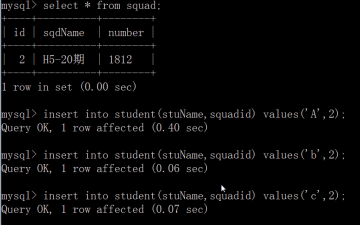 mysql> select * from squad;
+----+---------+--------+
| id | sqdName | number |
+----+---------+--------+
| 2 | H5-20期 | 1812 |
+----+---------+--------+
1 row in set (0.00 sec)
mysql> insert into student(stuName,squadid) values('A',2);
Query OK, 1 row affected (0.40 sec)
mysql> insert into student(stuName,squadid) values('b',2);
Query OK, 1 row affected (0.06 sec)
mysql> insert into student(stuName,squadid) values('c',2);
Query OK, 1 row affected (0.07 sec)